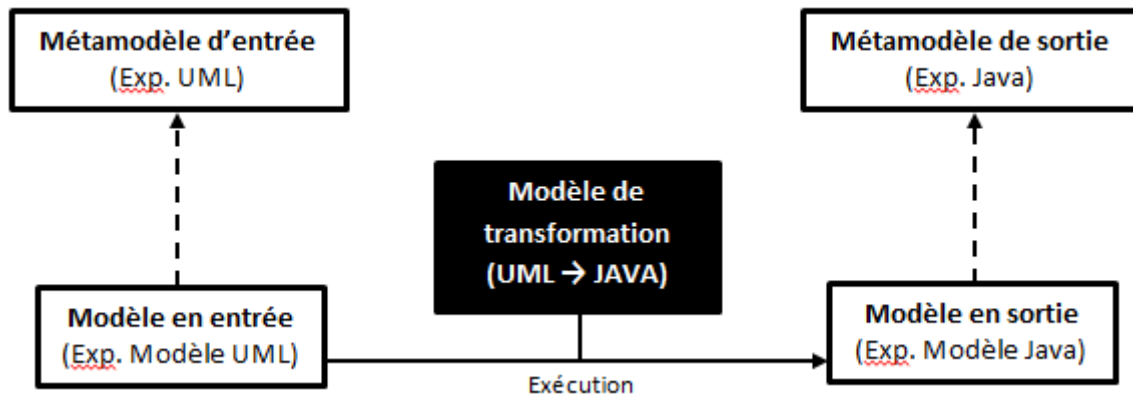 Métamodèle d'entrée
(Exp. UML)
Métamodèle de sortie
(Exp. Java)
Modèle de
transformation
(UML → JAVA)
Modèle en entrée
(Exp. Modèle UML)
Modèle en sortie
(Exp. Modèle Java)
Exécution